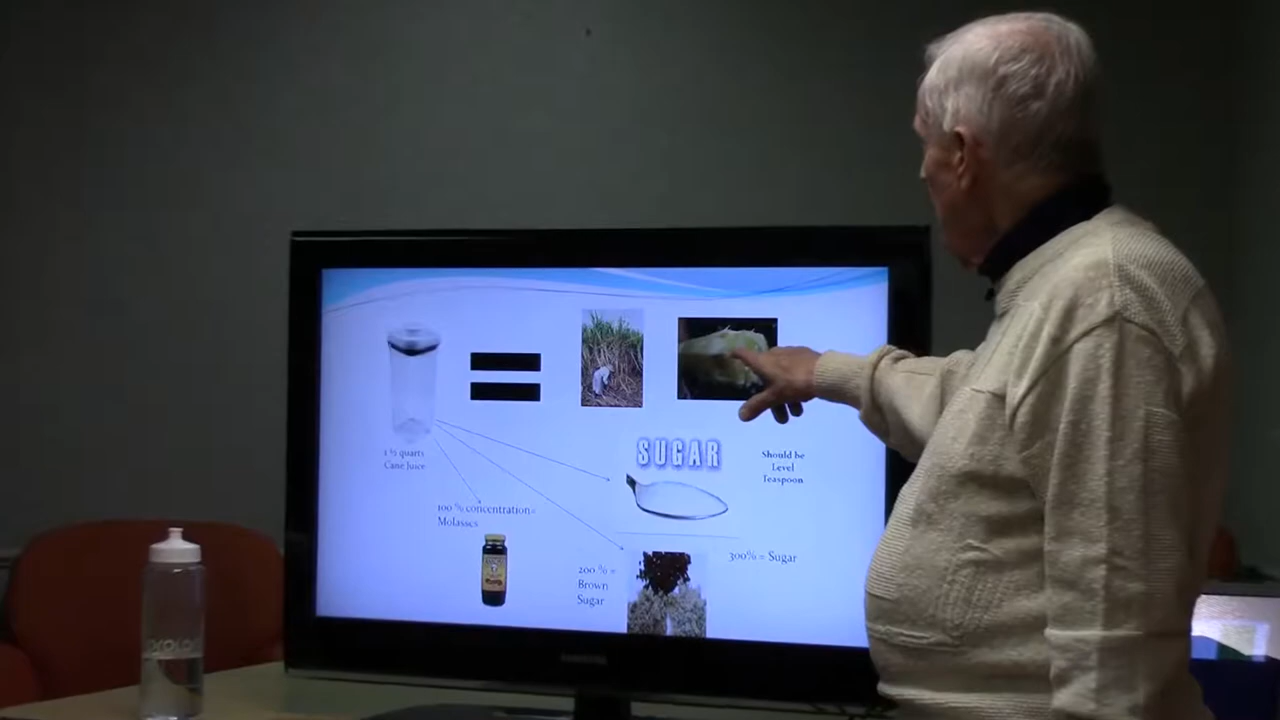 1 ½ quarts
Cane Juice
SUGAR
Should be
Level
Teaspoon
100 % concentration=
Molasses
200 % =
Brown
Sugar
300% = Sugar
SAMSUNG